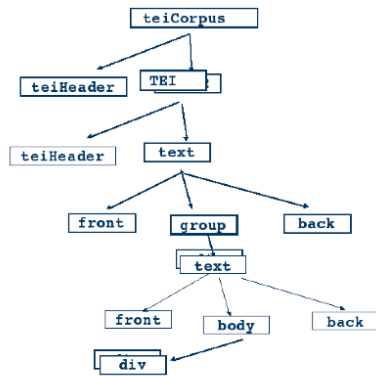 teiCorpus
teiHeader TEI
teiHeader text
front group back
text
front body back
div